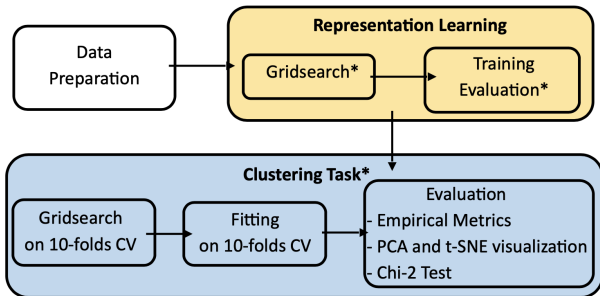 Representation Learning
Data
Preparation
Gridsearch*
Training
Evaluation*
Clustering Task*
Gridsearch
on 10-folds CV
Fitting
on 10-folds CV
Evaluation
- Empirical Metrics
- PCA and t-SNE visualization
- Chi-2 Test